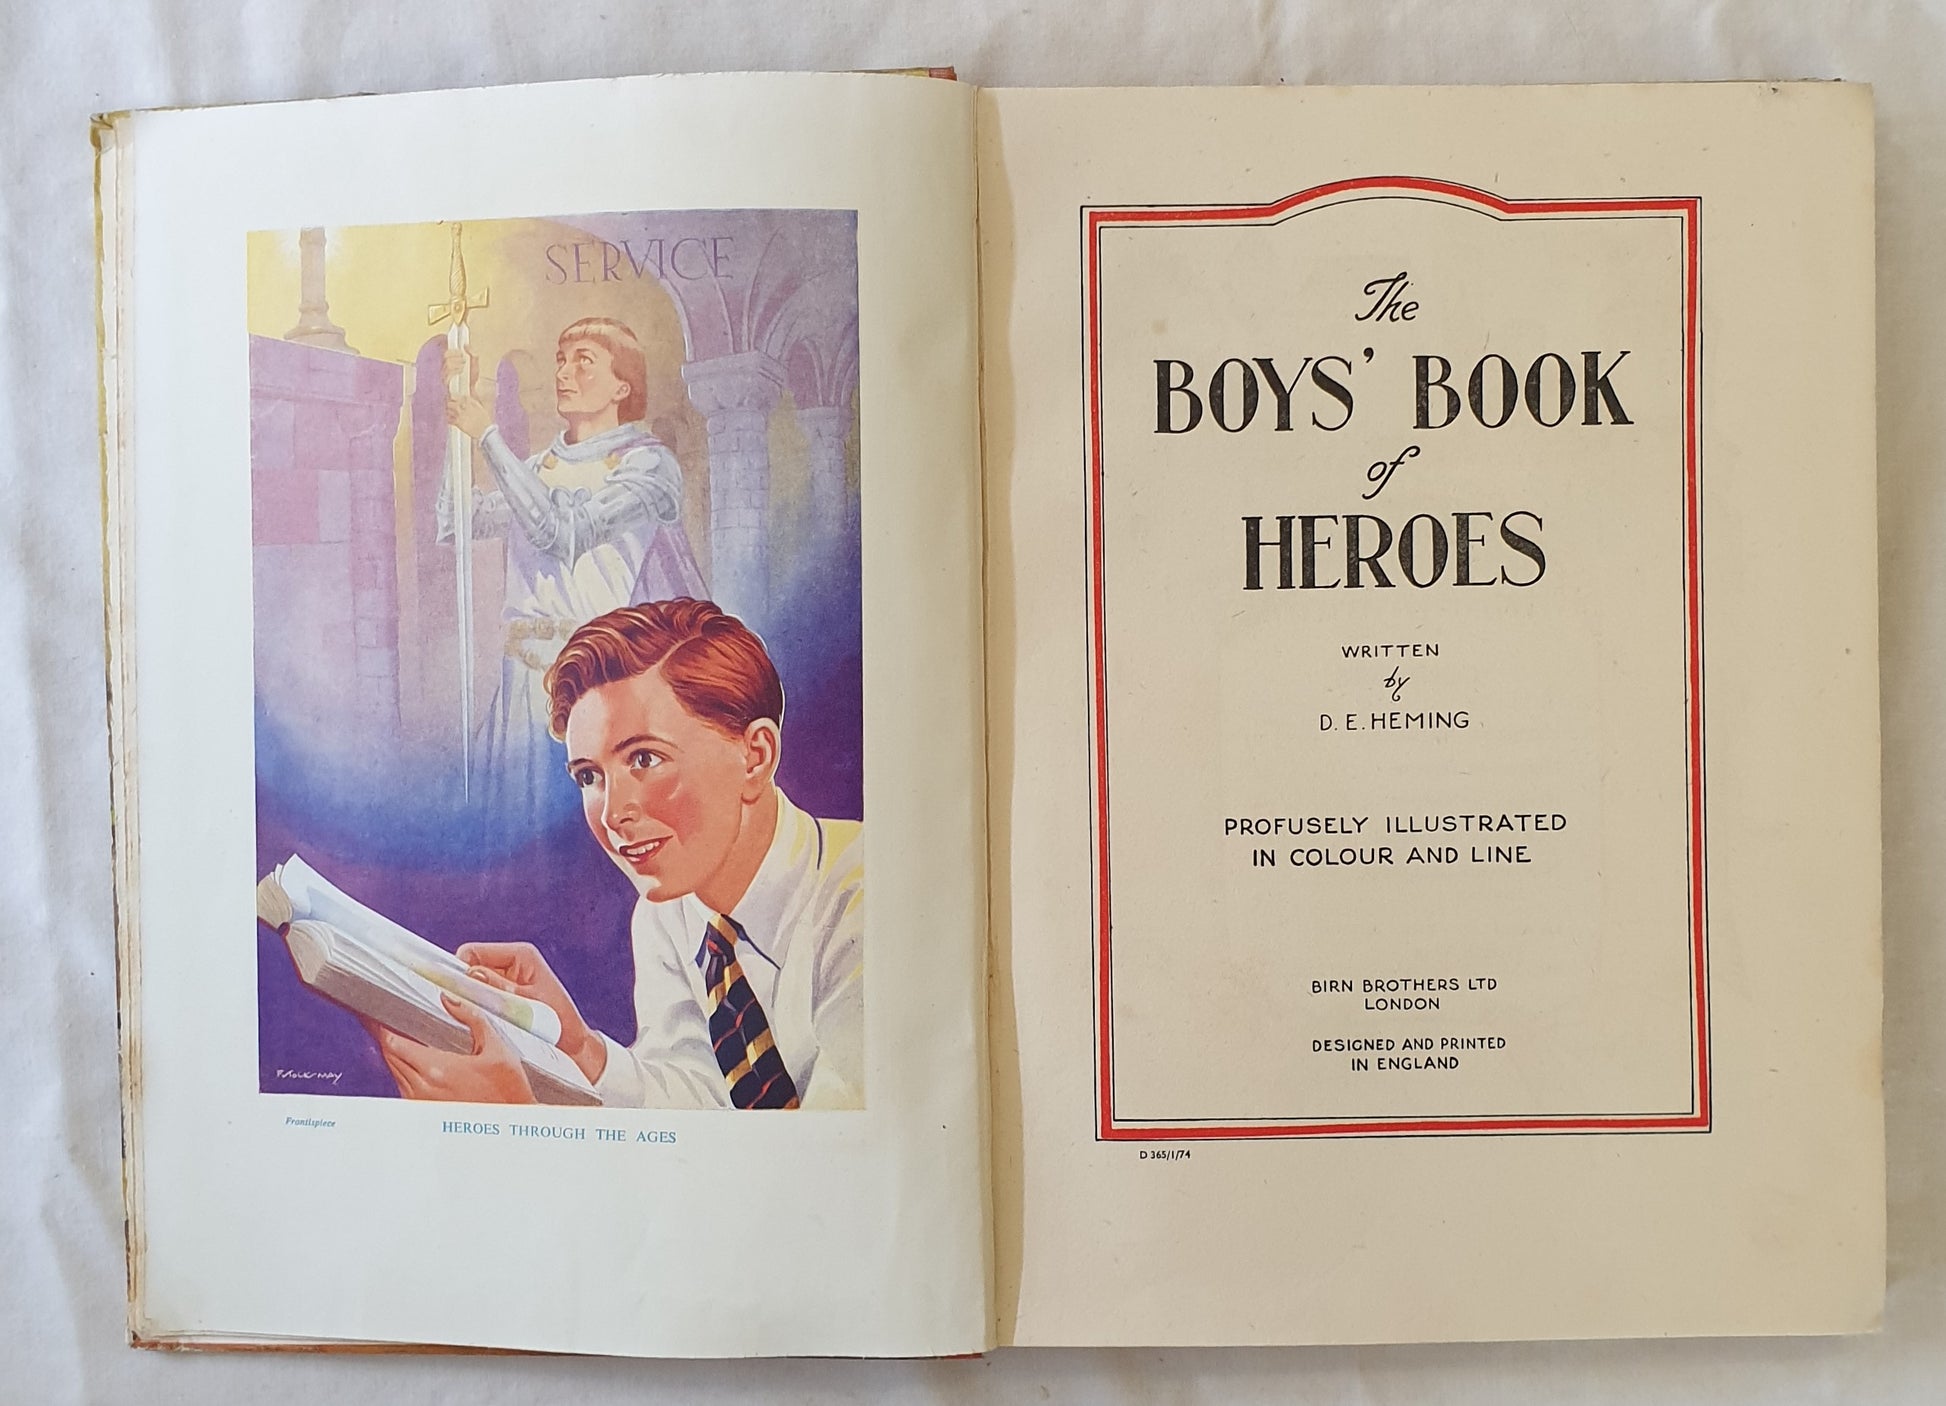 SERVICE
Frontispiece
HEROES THROUGH THE AGES
The
BOYS' BOOK
of
HEROES
WRITTEN
by
D. E. HEMING
PROFUSELY ILLUSTRATED
IN COLOUR AND LINE
BIRN BROTHERS LTD
LONDON
DESIGNED AND PRINTED
IN ENGLAND
D 365/1/74